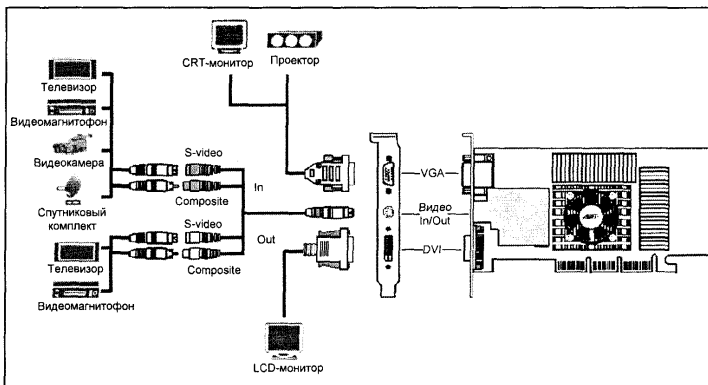 CRT-монитор
Проектор
Телевизор
Видеомагнитофон
Видеокамера
Спутниковый
комплект
S-video
Composite
In
Out
S-video
Composite
Телевизор
Видеомагнитофон
LCD-монитор
VGA
Видео
In/Out
DVI